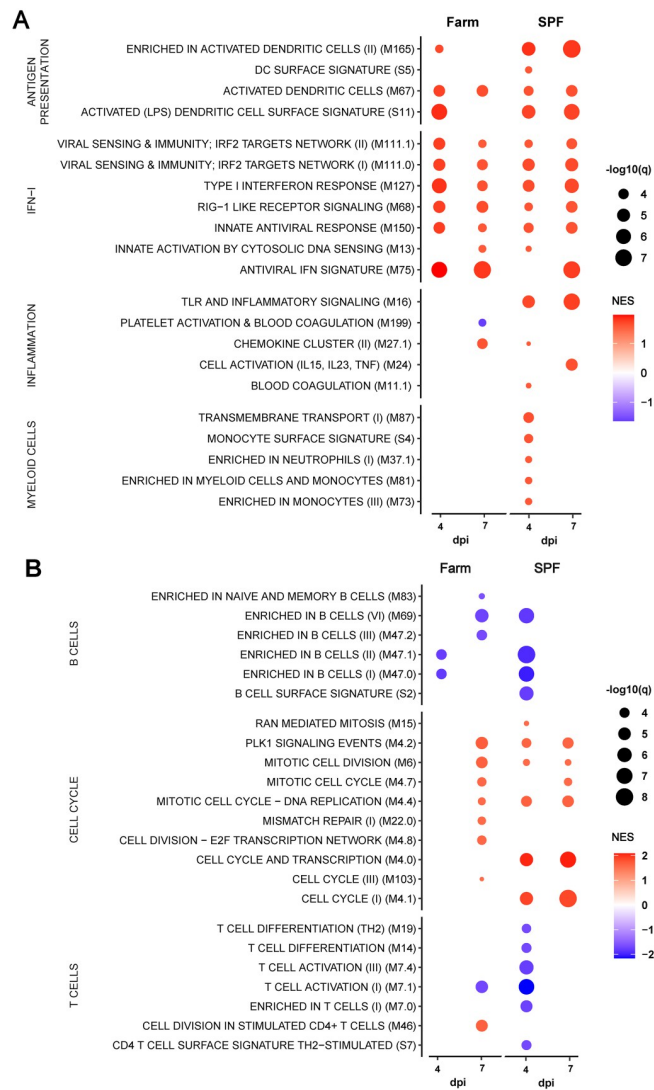 A
Farm SPF
ANTIGEN
PRESENTATION
ENRICHED IN ACTIVATED DENDRITIC CELLS (II) (M165)
DC SURFACE SIGNATURE (S5)
ACTIVATED DENDRITIC CELLS (M67)
ACTIVATED (LPS) DENDRITIC CELL SURFACE SIGNATURE (S11)
IFN−I
VIRAL SENSING & IMMUNITY; IRF2 TARGETS NETWORK (II) (M111.1)
VIRAL SENSING & IMMUNITY; IRF2 TARGETS NETWORK (I) (M111.0)
TYPE I INTERFERON RESPONSE (M127)
RIG−1 LIKE RECEPTOR SIGNALING (M68)
INNATE ANTIVIRAL RESPONSE (M150)
INNATE ACTIVATION BY CYTOSOLIC DNA SENSING (M13)
ANTIVIRAL IFN SIGNATURE (M75)
INFLAMMATION
TLR AND INFLAMMATORY SIGNALING (M16)
PLATELET ACTIVATION & BLOOD COAGULATION (M199)
CHEMOKINE CLUSTER (II) (M27.1)
CELL ACTIVATION (IL15, IL23, TNF) (M24)
BLOOD COAGULATION (M11.1)
MYELOID CELLS
TRANSMEMBRANE TRANSPORT (I) (M87)
MONOCYTE SURFACE SIGNATURE (S4)
ENRICHED IN NEUTROPHILS (I) (M37.1)
ENRICHED IN MYELOID CELLS AND MONOCYTES (M81)
ENRICHED IN MONOCYTES (III) (M73)
4 7 4 7
dpi dpi
-log10(q)
4
5
6
7
NES
1
0
−1
B
Farm SPF
B CELLS
ENRICHED IN NAIVE AND MEMORY B CELLS (M83)
ENRICHED IN B CELLS (VI) (M69)
ENRICHED IN B CELLS (III) (M47.2)
ENRICHED IN B CELLS (II) (M47.1)
ENRICHED IN B CELLS (I) (M47.0)
B CELL SURFACE SIGNATURE (S2)
CELL CYCLE
RAN MEDIATED MITOSIS (M15)
PLK1 SIGNALING EVENTS (M4.2)
MITOTIC CELL DIVISION (M6)
MITOTIC CELL CYCLE (M4.7)
MITOTIC CELL CYCLE − DNA REPLICATION (M4.4)
MISMATCH REPAIR (I) (M22.0)
CELL DIVISION − E2F TRANSCRIPTION NETWORK (M4.8)
CELL CYCLE AND TRANSCRIPTION (M4.0)
CELL CYCLE (III) (M103)
CELL CYCLE (I) (M4.1)
T CELLS
T CELL DIFFERENTIATION (TH2) (M19)
T CELL DIFFERENTIATION (M14)
T CELL ACTIVATION (III) (M7.4)
T CELL ACTIVATION (I) (M7.1)
ENRICHED IN T CELLS (I) (M7.0)
CELL DIVISION IN STIMULATED CD4+ T CELLS (M46)
CD4 T CELL SURFACE SIGNATURE TH2−STIMULATED (S7)
4 7 4 7
dpi dpi
-log10(q)
4
5
6
7
8
NES
2
1
0
−1
−2